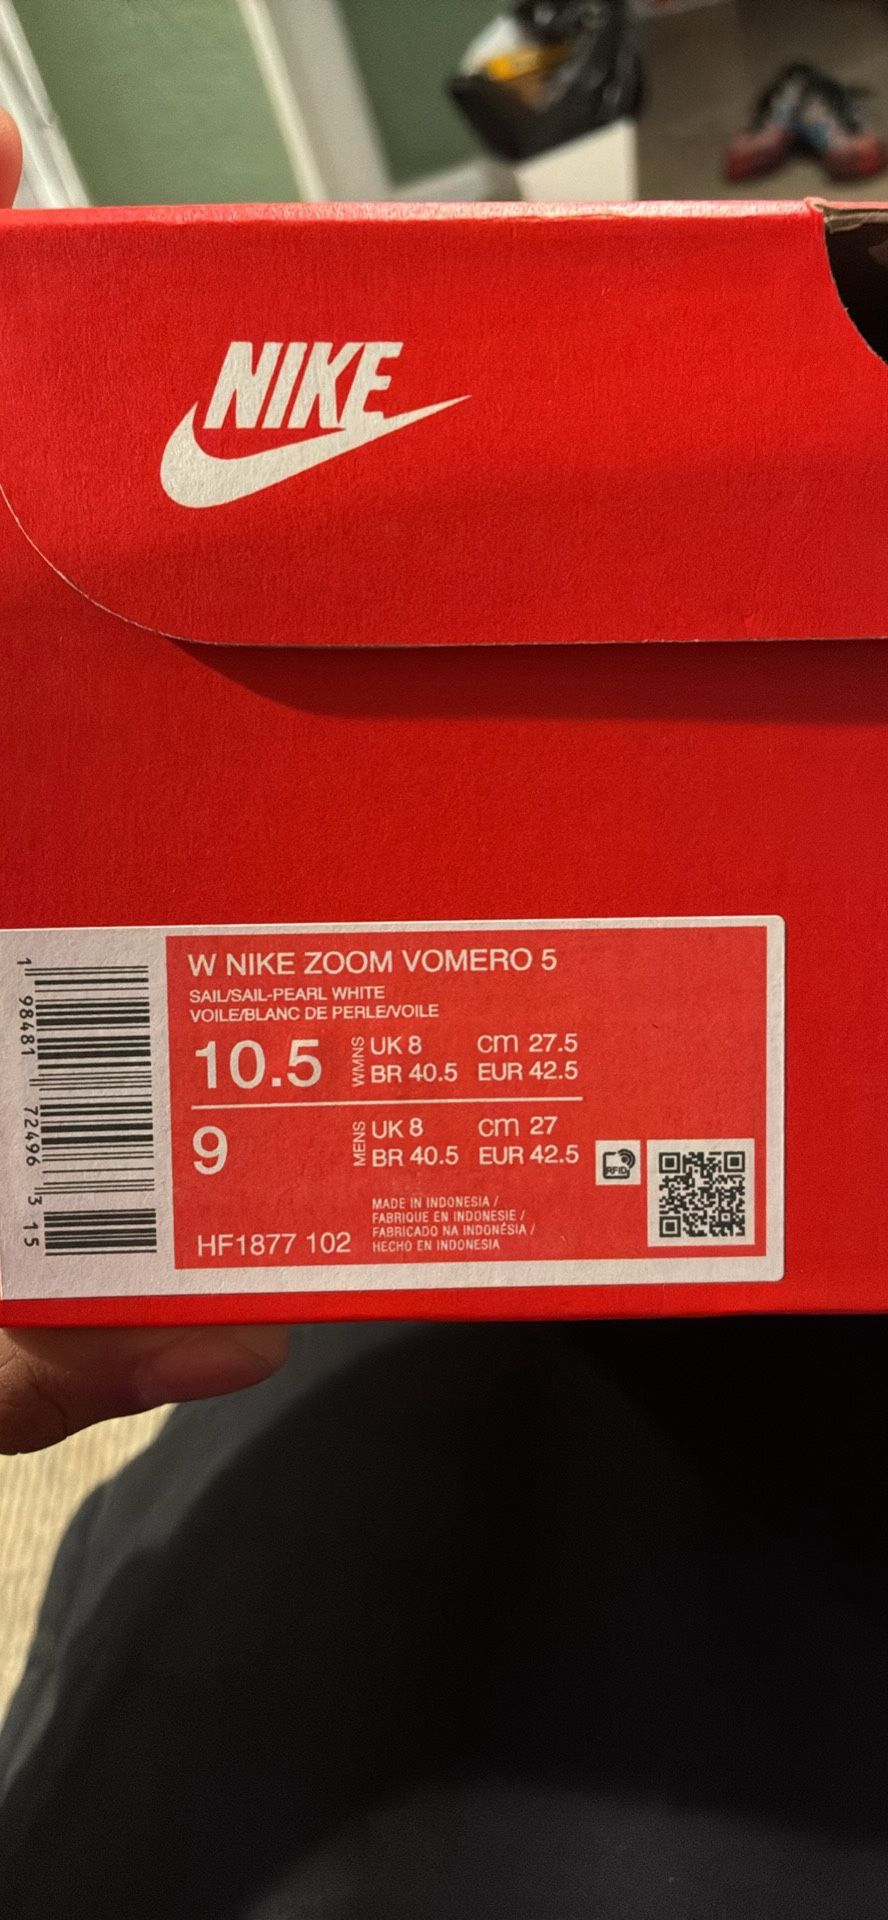 NIKE
W NIKE ZOOM VOMERO 5
SAIL/SAIL-PEARL WHITE
VOILE/BLANC DE PERLE/VOILE
10.5 WMNS UK 8 cm 27.5
BR 40.5 EUR 42.5
9 MENS UK 8 cm 27
BR 40.5 EUR 42.5
RFID
MADE IN INDONESIA /
FABRIQUE EN INDONESIE /
FABRICADO NA INDONÉSIA /
HECHO EN INDONESIA
HF1877 102
1 98481 72496 3 15